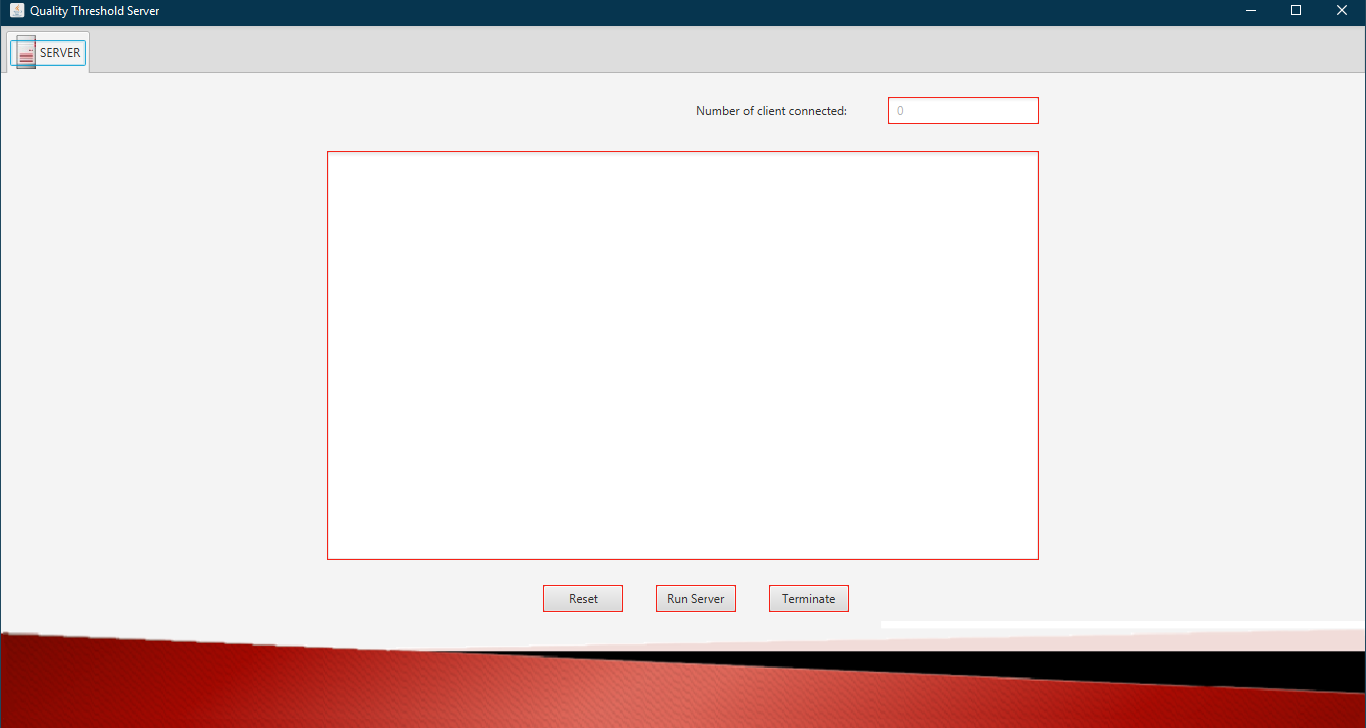 Quality Threshold Server
SERVER
Number of client connected: 0
Reset Run Server Terminate